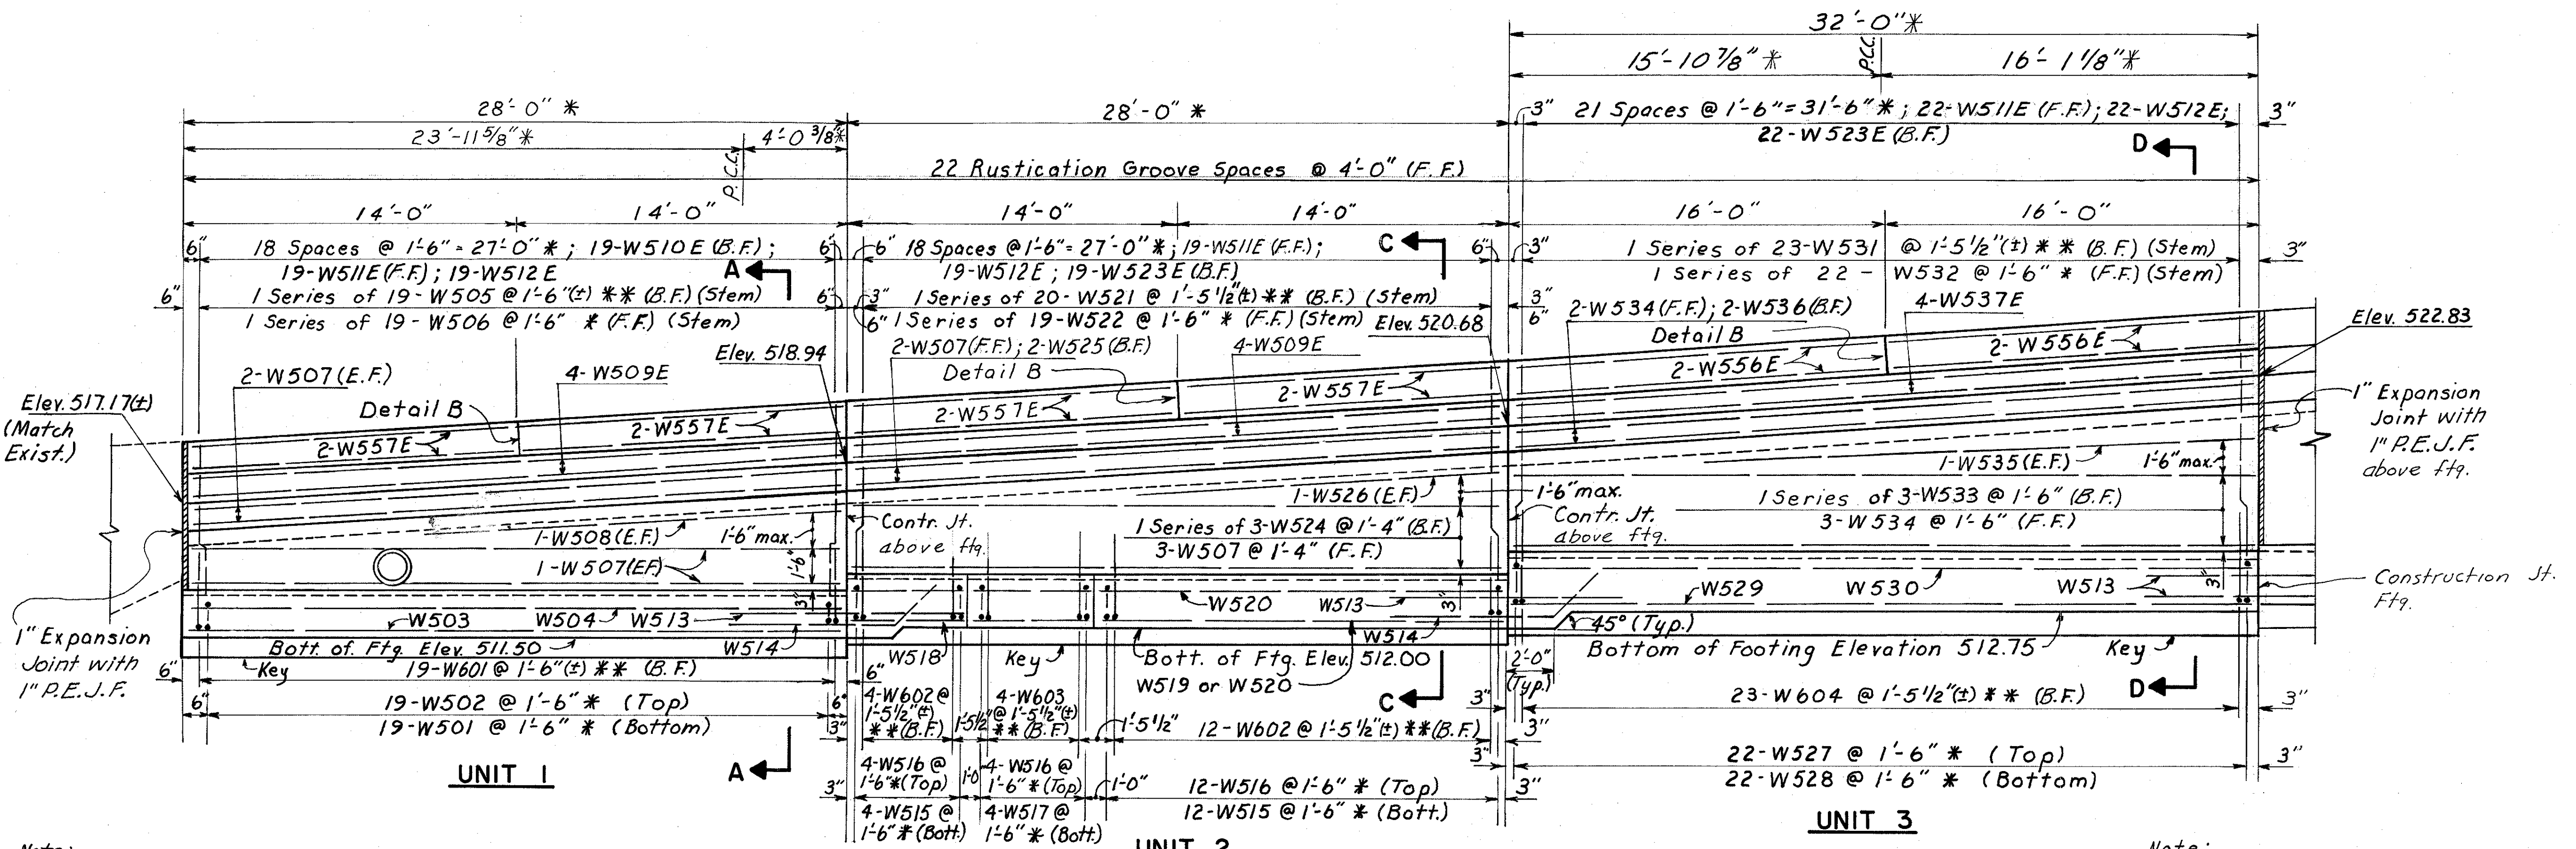 32'-0"*
15'-10 7/8"*
P.C.C.
16'-1 1/8"*
28'-0" *
28'-0" *
3"
21 Spaces @ 1'-6" = 31'-6"*; 22-W511E (F.F.); 22-W512E;
3"
22-W523E (B.F.)
23'-11 5/8"*
4'-0 3/8"*
P.C.C.
D
22 Rustication Groove Spaces @ 4'-0" (F.F.)
14'-0"
14'-0"
14'-0"
14'-0"
16'-0"
16'-0"
6"
18 Spaces @ 1'-6" = 27'-0" *; 19-W510E (B.F.);
6"
19-W511E (F.F.); 19-W512E
A
6"
1 Series of 19-W505 @ 1'-6"(±) ** (B.F.) (Stem)
6"
1 Series of 19-W506 @ 1'-6" * (F.F.) (Stem)
6"
18 Spaces @ 1'-6" = 27'-0" *; 19-W511E (F.F.);
6"
19-W512E; 19-W523E (B.F.)
C
3"
1 Series of 20-W521 @ 1'-5 1/2"(±) ** (B.F.) (Stem)
3"
6"
1 Series of 19-W522 @ 1'-6" * (F.F.) (Stem)
6"
3"
1 Series of 23-W531 @ 1'-5 1/2"(±) ** (B.F.) (Stem)
3"
1 Series of 22-W532 @ 1'-6" * (F.F.) (Stem)
Elev. 517.17(±)
(Match
Exist.)
2-W507 (E.F.)
Detail B
4-W509E
Elev. 518.94
2-W557E
2-W557E
2-W507 (F.F.); 2-W525 (B.F.)
Detail B
4-W509E
Elev. 520.68
2-W557E
2-W557E
2-W534 (F.F.); 2-W536 (B.F.)
Detail B
4-W537E
Elev. 522.83
2-W556E
2-W556E
1" Expansion
Joint with
1" P.E.J.F.
above ftg.
1-W508 (E.F.)
1'-6" max.
1-W507 (E.F.)
1'-6"
3"
Contr. Jt.
above ftg.
1-W526 (E.F.)
1'-6" max.
1 Series of 3-W524 @ 1'-4" (B.F.)
3-W507 @ 1'-4" (F.F.)
Contr. Jt.
above ftg.
1-W535 (E.F.)
1'-6" max.
1 Series of 3-W533 @ 1'-6" (B.F.)
3-W534 @ 1'-6" (F.F.)
1" Expansion
Joint with
1" P.E.J.F.
W503
W504
W513
Bott. of Ftg. Elev. 511.50
W514
Key
W520
W513
3"
W514
W518
Key
Bott. of Ftg. Elev. 512.00
W519 or W520
W529
W530
W513
3"
45° (Typ.)
Bottom of Footing Elevation 512.75
Key
Construction Jt.
Ftg.
6"
19-W601 @ 1'-6"(±) ** (B.F.)
6"
6"
19-W502 @ 1'-6" * (Top)
6"
19-W501 @ 1'-6" * (Bottom)
A
UNIT 1
3"
4-W602 @
1'-5 1/2"(±)
**(B.F.)
1'-5 1/2"
4-W603
@ 1'-5 1/2"(±)
**(B.F.)
1'-5 1/2"
12-W602 @ 1'-5 1/2"(±) **(B.F.)
3"
C
3"
4-W516 @
1'-6"*(Top)
1'-0"
4-W516 @
1'-6"*(Top)
1'-0"
12-W516 @ 1'-6" * (Top)
3"
4-W515 @
1'-6"*(Bott.)
4-W517 @
1'-6"*(Bott.)
12-W515 @ 1'-6" * (Bott.)
UNIT 2
2'-0"
(Typ.)
3"
23-W604 @ 1'-5 1/2"(±) ** (B.F.)
D
3"
3"
22-W527 @ 1'-6" * (Top)
3"
22-W528 @ 1'-6" * (Bottom)
UNIT 3
Note:
Note: